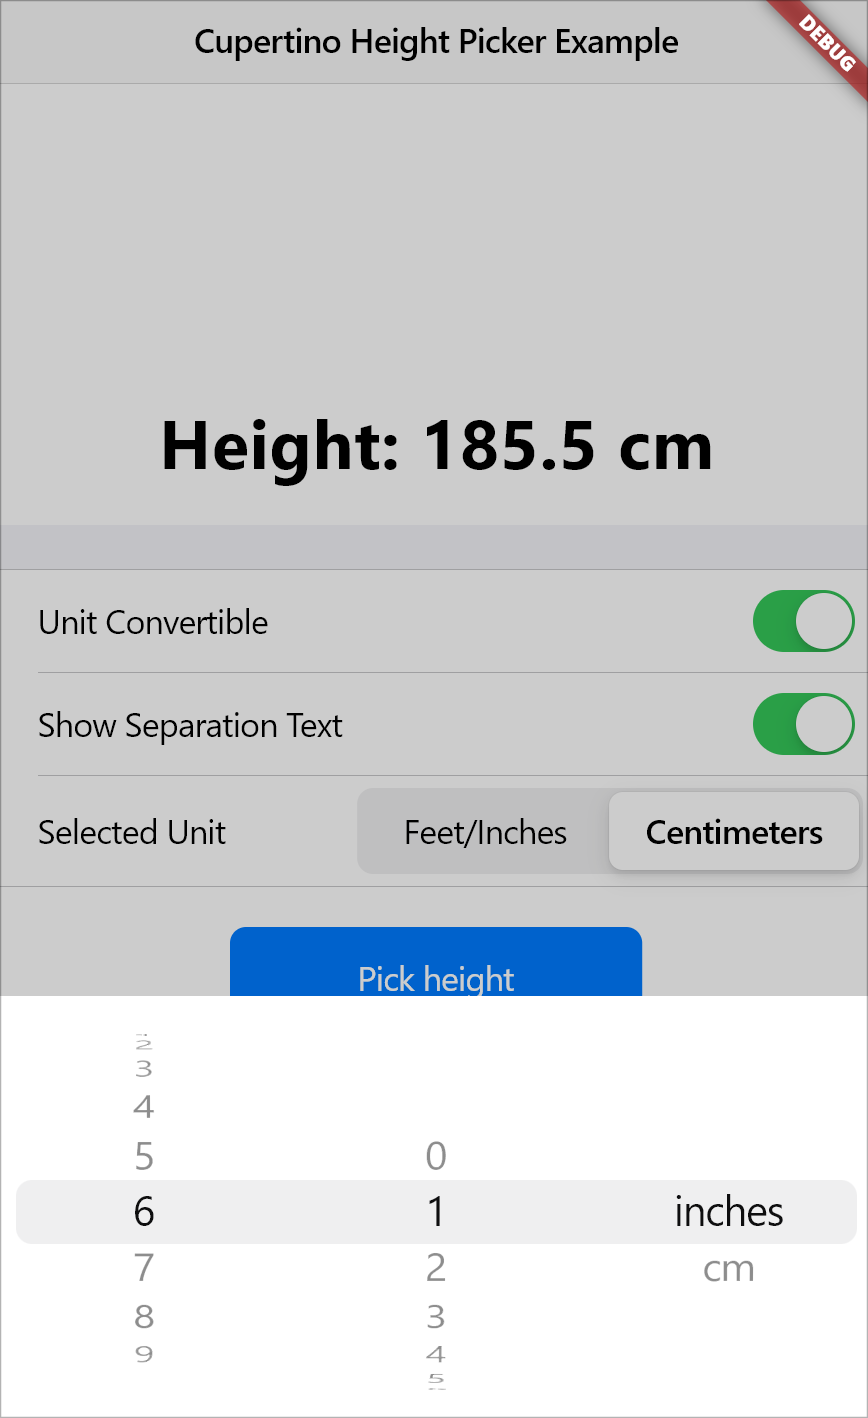 Cupertino Height Picker Example
DEBUG
Height: 185.5 cm
Unit Convertible
Show Separation Text
Selected Unit Feet/Inches Centimeters
Pick height
2
3
4
5 0
6 1 inches
7 2 cm
8 3
9 4
5